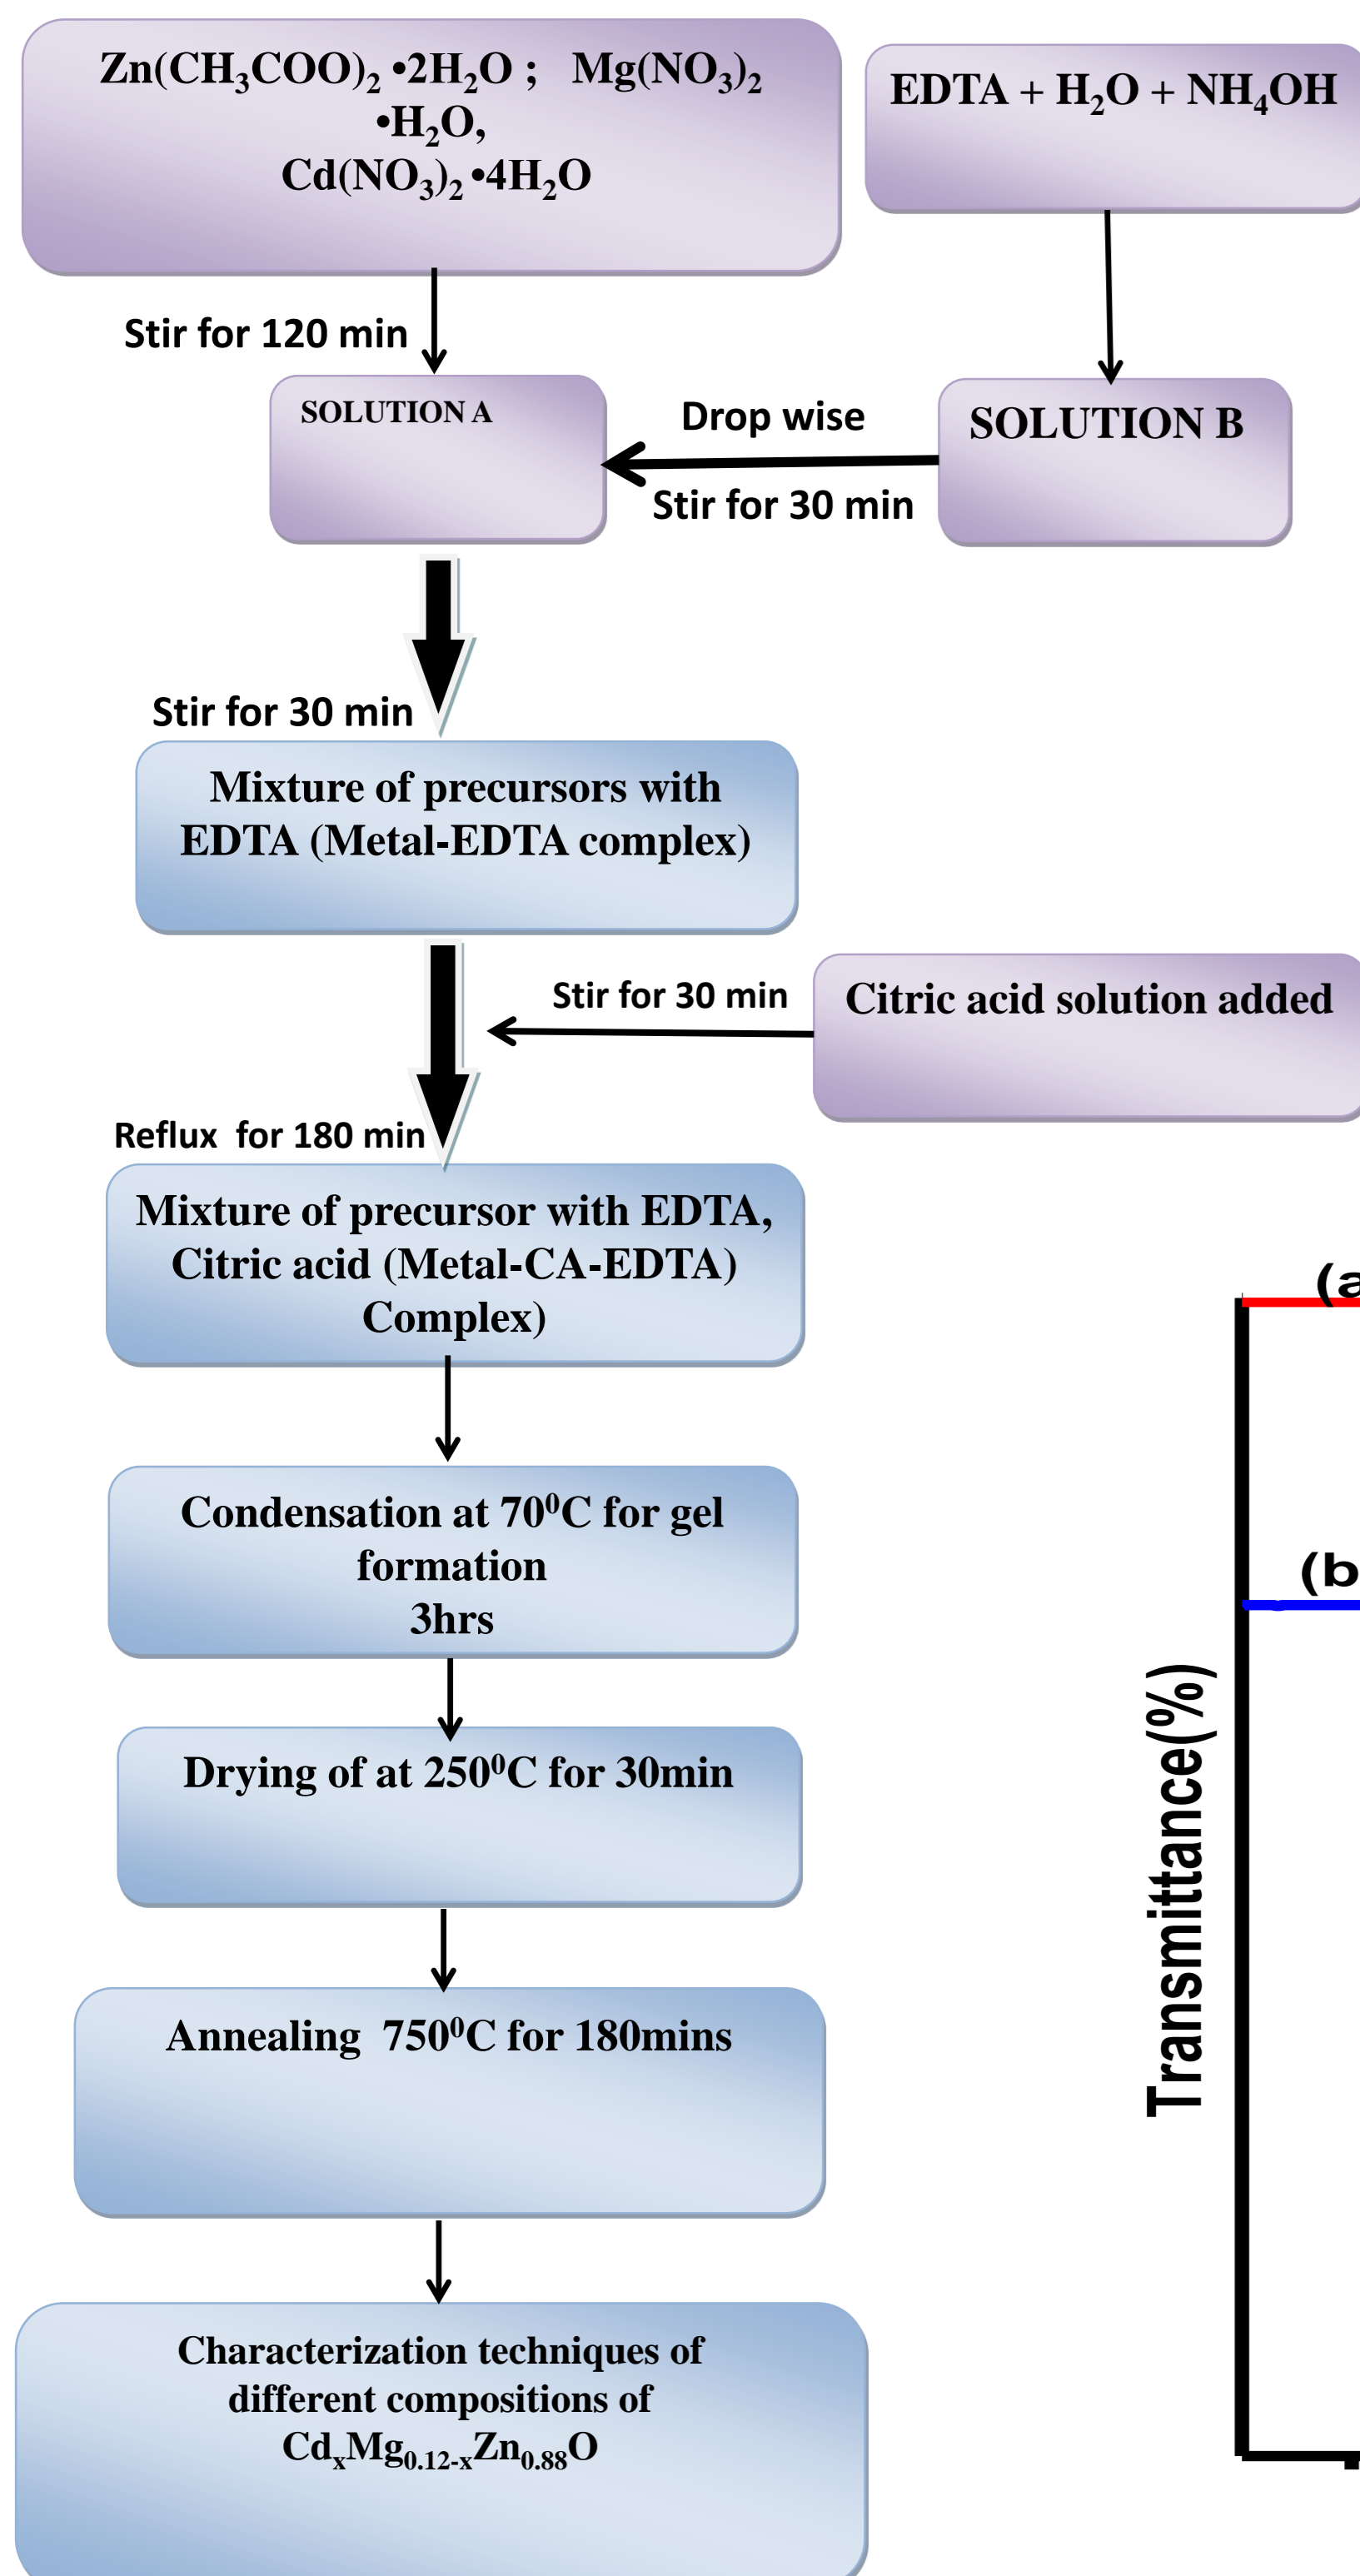 Zn(CH₃COO)₂ •2H₂O ; Mg(NO₃)₂
•H₂O,
Cd(NO₃)₂ •4H₂O
EDTA + H₂O + NH₄OH
Stir for 120 min
SOLUTION A
Drop wise
Stir for 30 min
SOLUTION B
Stir for 30 min
Mixture of precursors with
EDTA (Metal-EDTA complex)
Stir for 30 min
Citric acid solution added
Reflux for 180 min
Mixture of precursor with EDTA,
Citric acid (Metal-CA-EDTA)
Complex)
Condensation at 70⁰C for gel
formation
3hrs
Drying of at 250⁰C for 30min
Annealing 750⁰C for 180mins
Characterization techniques of
different compositions of
CdₓMg₀.₁₂₋ₓZn₀.₈₈O
(a
(b
Transmittance(%)